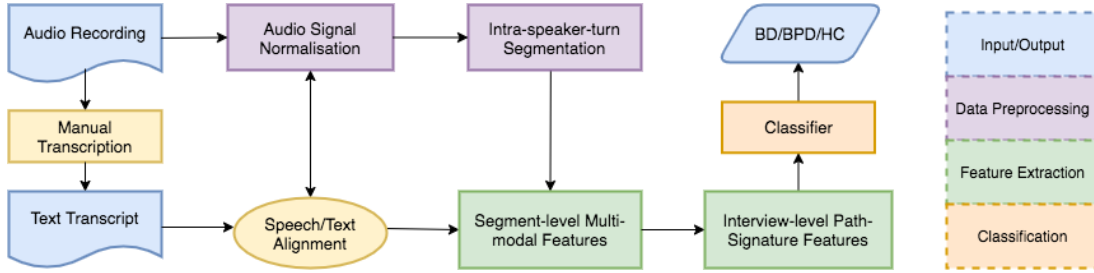 Audio Recording
Audio Signal
Normalisation
Intra-speaker-turn
Segmentation
BD/BPD/HC
Input/Output
Manual
Transcription
Classifier
Data Preprocessing
Text Transcript
Speech/Text
Alignment
Segment-level Multi-
modal Features
Interview-level Path-
Signature Features
Feature Extraction
Classification